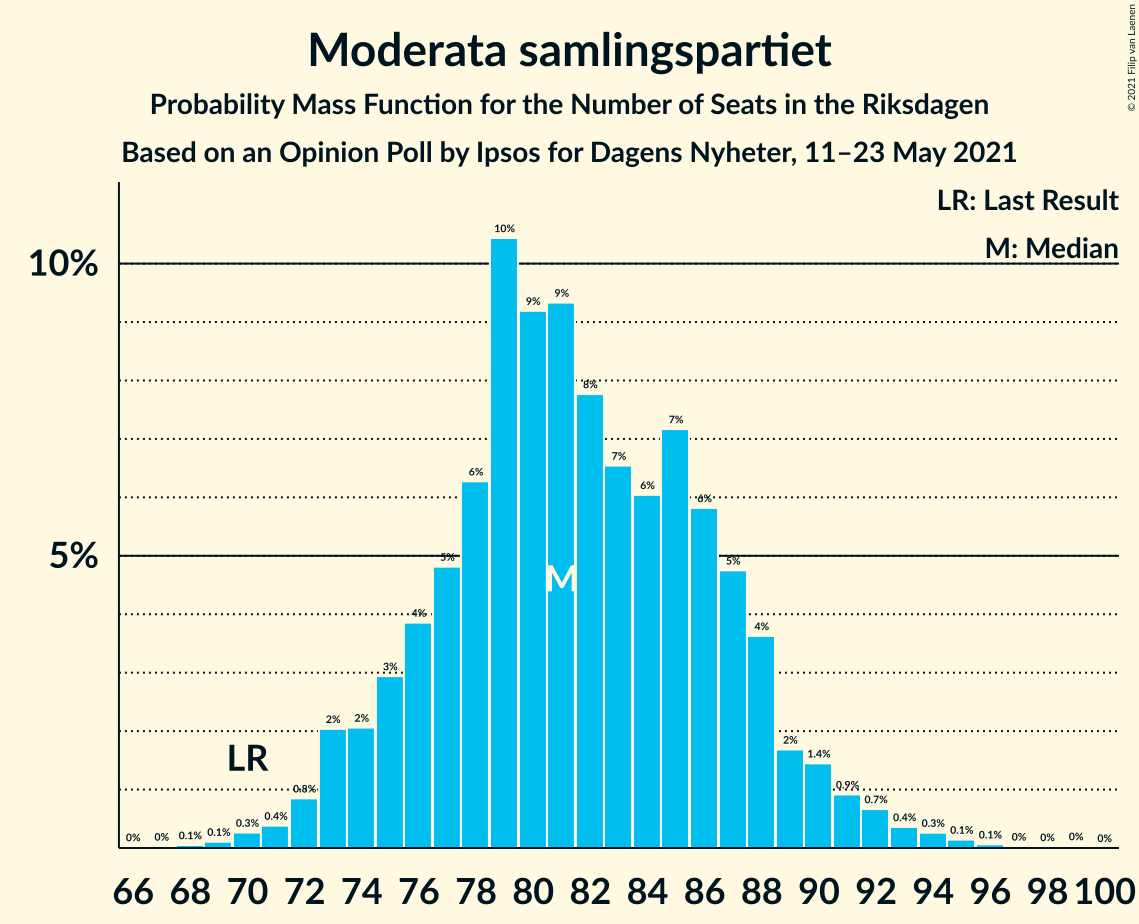 Moderata samlingspartiet
Probability Mass Function for the Number of Seats in the Riksdagen
Based on an Opinion Poll by Ipsos for Dagens Nyheter, 11–23 May 2021
© 2021 Filip van Laenen
LR: Last Result
M: Median
10%
5%
0% 0% 0.1% 0.1% 0.3% 0.4% 0.8% 2% 2% 3% 4% 5% 6% 10% 9% 9% 8% 7% 6% 7% 6% 5% 4% 2% 1.4% 0.9% 0.7% 0.4% 0.3% 0.1% 0.1% 0% 0% 0% 0%
M
LR
66 68 70 72 74 76 78 80 82 84 86 88 90 92 94 96 98 100